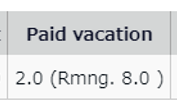 Paid vacation
2.0 (Rmng. 8.0 )